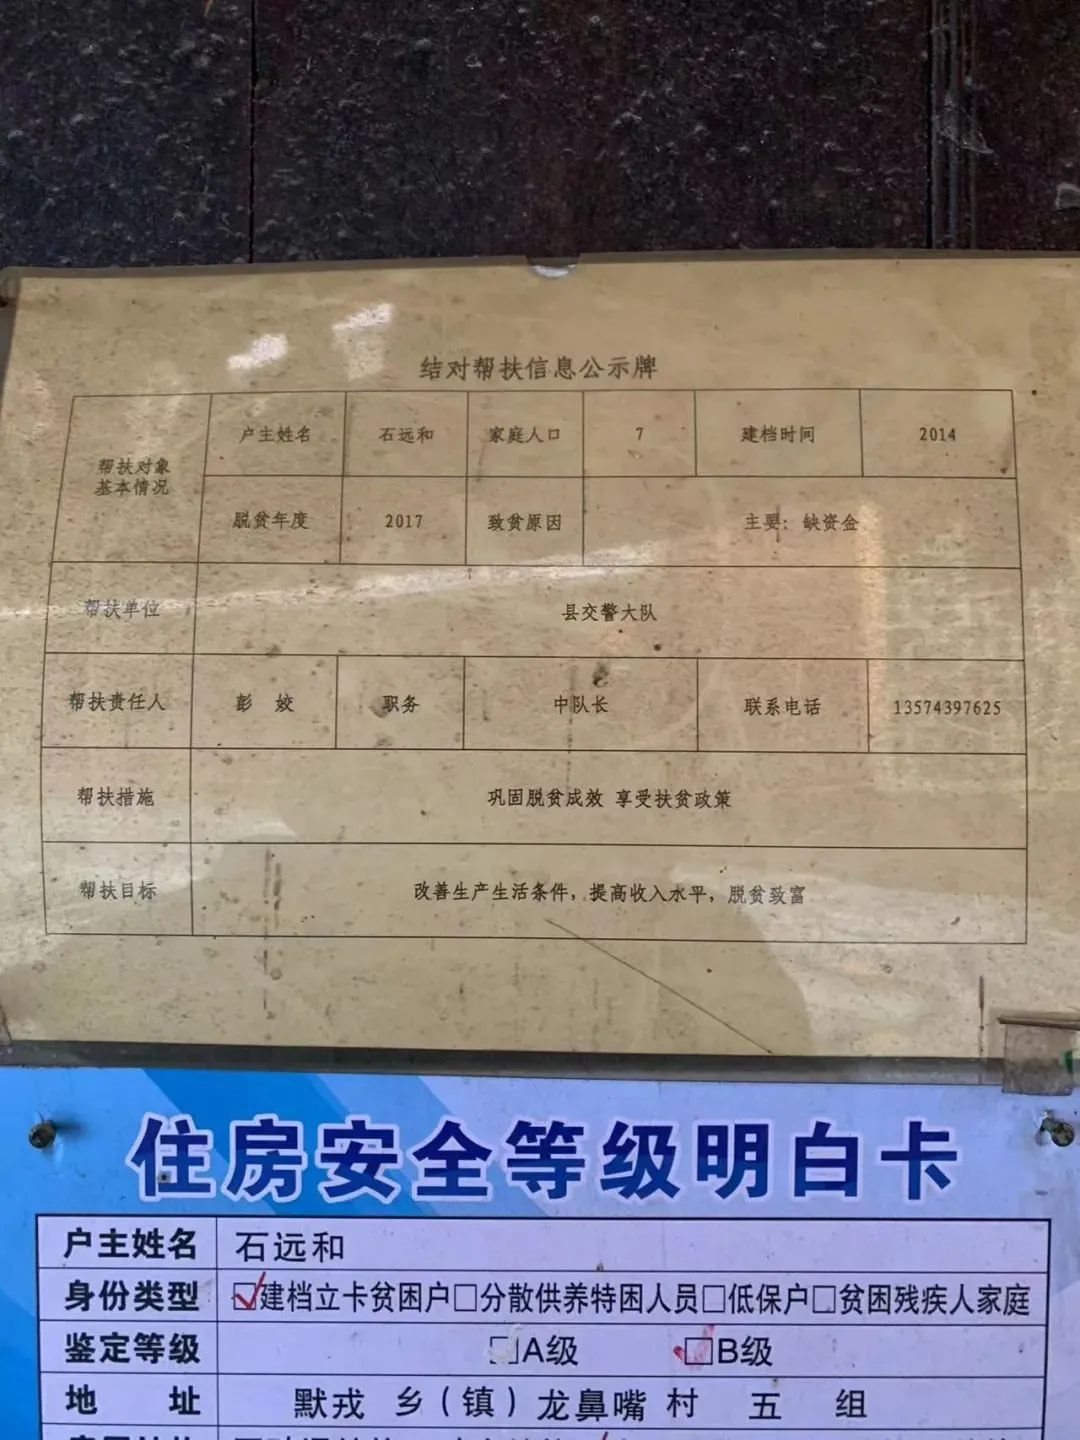 结对帮扶信息公示牌
帮扶对象
基本情况
户主姓名 石远和 家庭人口 7 建档时间 2014
脱贫年度 2017 致贫原因 主要：缺资金
帮扶单位 县交警大队
帮扶责任人 彭 姣 职务 中队长 联系电话 13574397625
帮扶措施 巩固脱贫成效 享受扶贫政策
帮扶目标 改善生产生活条件，提高收入水平，脱贫致富
住房安全等级明白卡
户主姓名 石远和
身份类型 ☑建档立卡贫困户□分散供养特困人员□低保户□贫困残疾人家庭
鉴定等级 □A级 ☑B级
地 址 默戎 乡（镇）龙鼻嘴 村 五 组